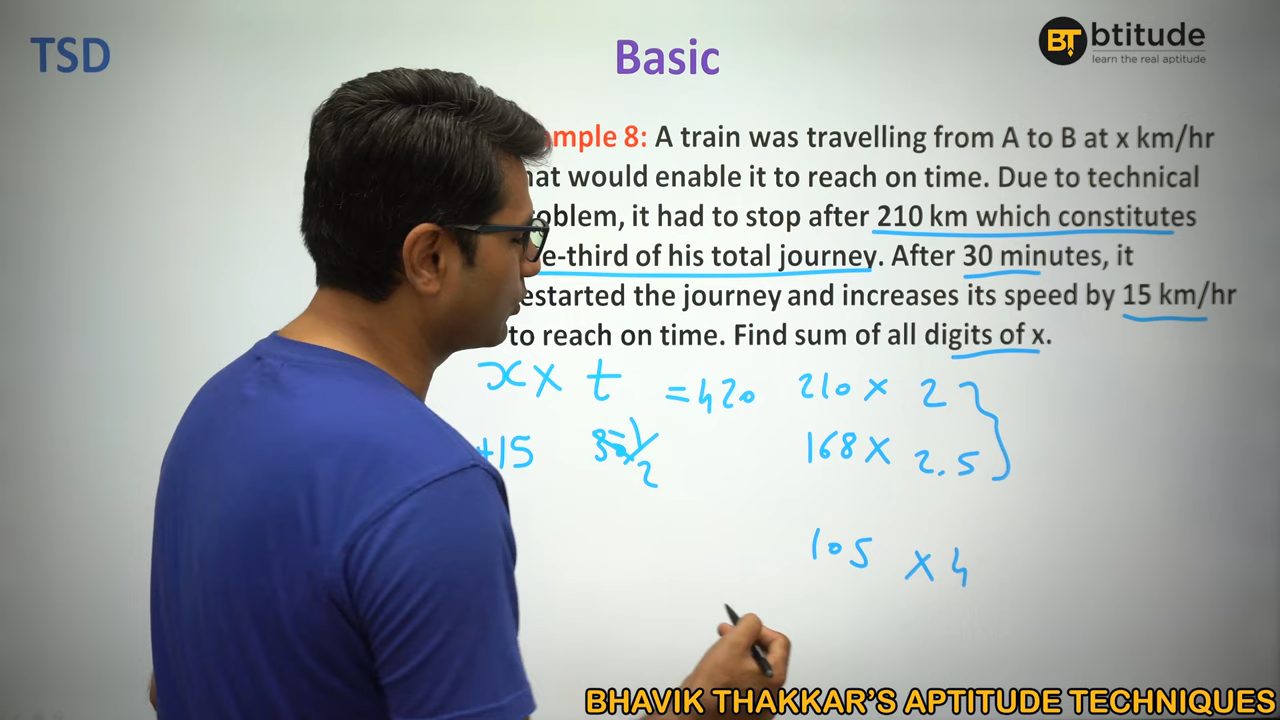 TSD
Basic
BT btitude
learn the real aptitude
mple 8: A train was travelling from A to B at x km/hr
hat would enable it to reach on time. Due to technical
oblem, it had to stop after 210 km which constitutes
e-third of his total journey. After 30 minutes, it
estarted the journey and increases its speed by 15 km/hr
to reach on time. Find sum of all digits of x.
x × t = 420 210 × 2
+15 1/2 168 × 2.5
105 × 4
BHAVIK THAKKAR'S APTITUDE TECHNIQUES